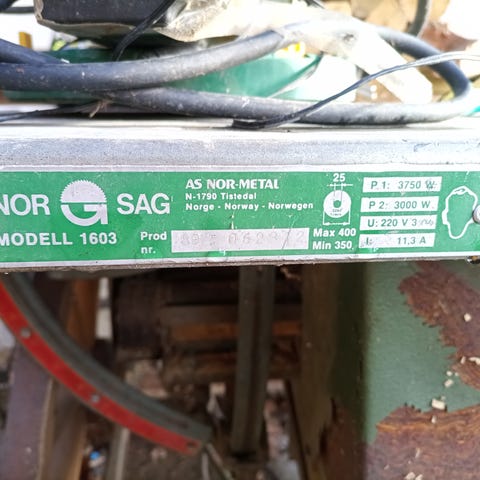 NOR SAG
MODELL 1603
AS NOR-METAL
N-1790 Tistedal
Norge - Norway - Norwegen
Prod
nr.
25
Max 400
Min 350
P 1: 3750 W
P 2: 3000 W
U: 220 V 3
I: 11,3 A